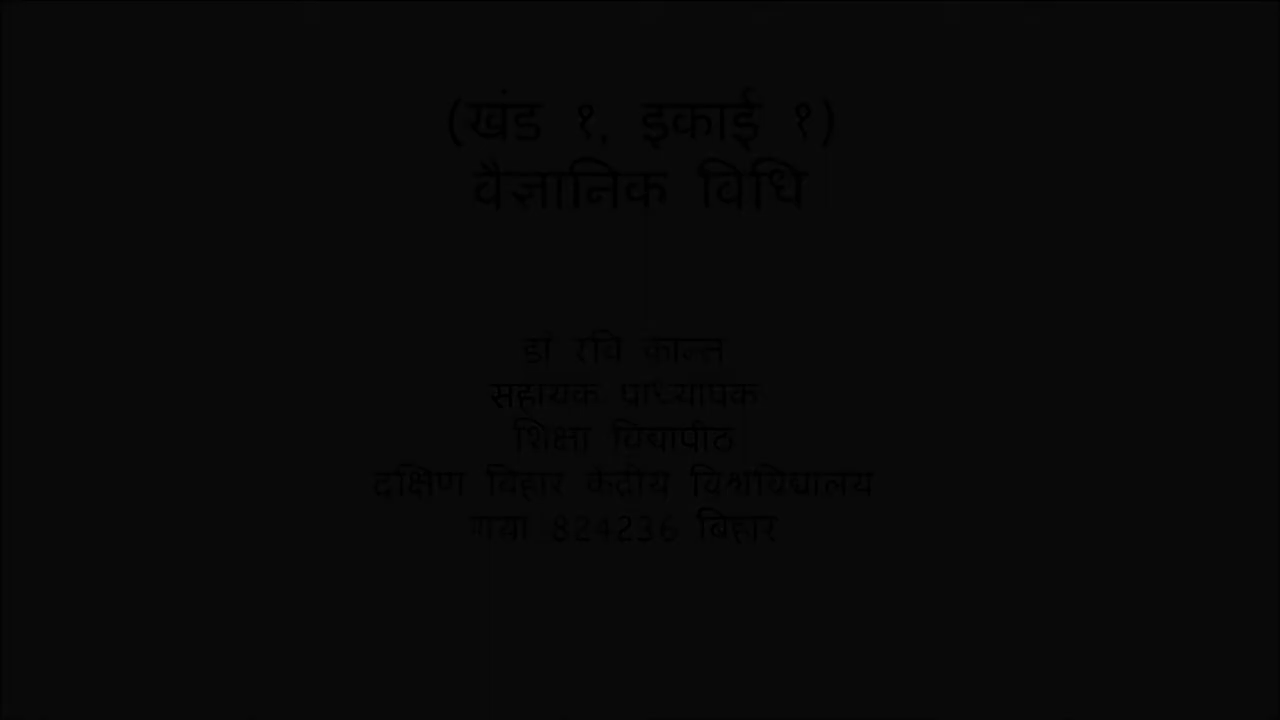 (खंड १, इकाई १)
वैज्ञानिक विधि
डा रवि कान्त
सहायक प्राध्यापक
शिक्षा विद्यापीठ
दक्षिण बिहार केंद्रीय विश्वविद्यालय
गया 824236 बिहार